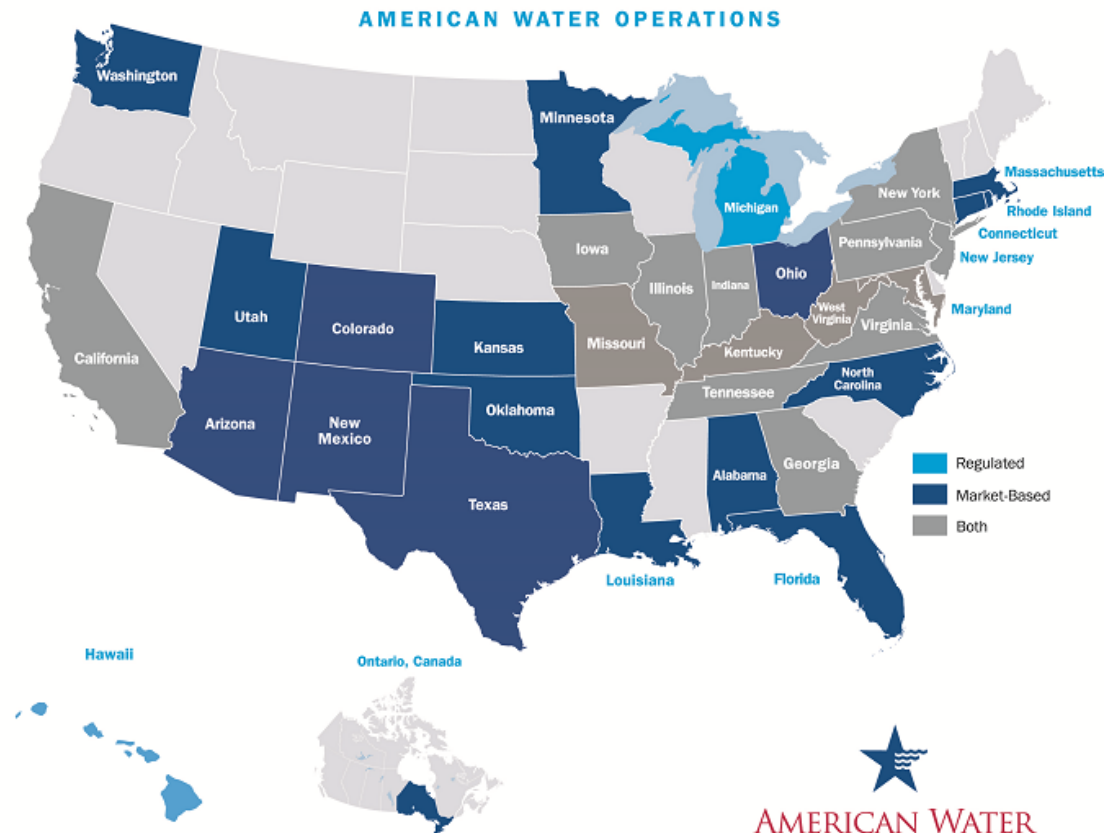 AMERICAN WATER OPERATIONS
Washington
Minnesota
Massachusetts
New York
Rhode Island
Michigan
Connecticut
Pennsylvania
Iowa
New Jersey
Ohio
Illinois
Indiana
Utah
Colorado
West
Virginia
Maryland
Virginia
Kansas
Missouri
Kentucky
California
North
Carolina
Tennessee
Oklahoma
Arizona
New
Mexico
Georgia
Regulated
Alabama
Market-Based
Texas
Both
Louisiana
Florida
Hawaii
Ontario, Canada
AMERICAN WATER